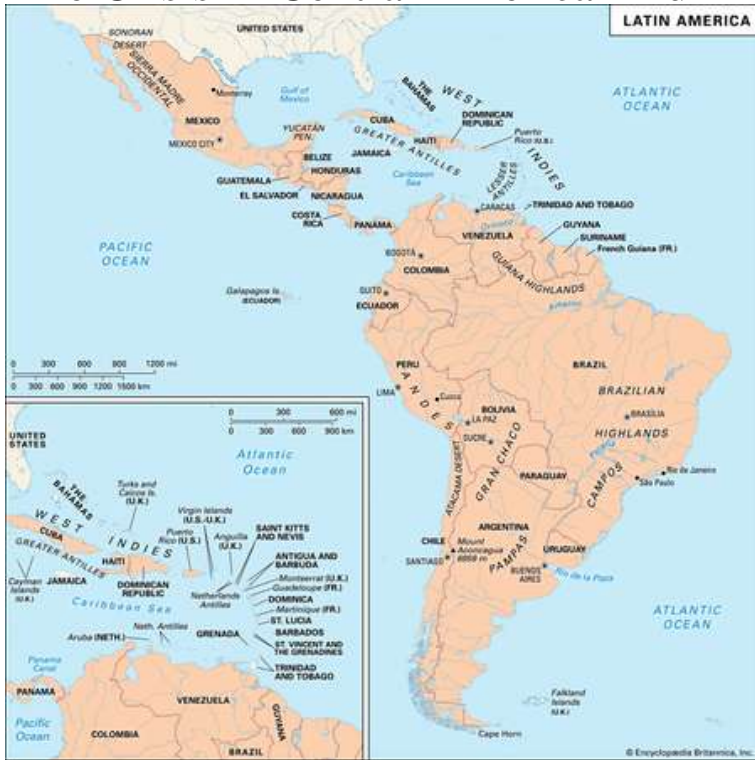 LATIN AMERICA
UNITED STATES
SONORAN
DESERT
SIERRA MADRE
OCCIDENTAL
Rio Grande
Monterrey
MEXICO
MEXICO CITY
Gulf of
Mexico
YUCATÁN
PEN.
THE
BAHAMAS
WEST
INDIES
ATLANTIC
OCEAN
CUBA
GREATER ANTILLES
HAITI
DOMINICAN
REPUBLIC
Puerto
Rico (U.S.)
JAMAICA
BELIZE
HONDURAS
GUATEMALA
EL SALVADOR
NICARAGUA
Caribbean
Sea
LESSER
ANTILLES
COSTA
RICA
PANAMA
CARACAS
TRINIDAD AND TOBAGO
Orinoco
VENEZUELA
GUYANA
SURINAME
French Guiana (FR.)
GUIANA HIGHLANDS
PACIFIC
OCEAN
BOGOTÁ
COLOMBIA
Galapagos Is.
(ECUADOR)
QUITO
ECUADOR
Amazon
PERU
ANDES
LIMA
Cuzco
BRAZIL
BRAZILIAN
HIGHLANDS
BRASÍLIA
BOLIVIA
LA PAZ
SUCRE
ATACAMA DESERT
GRAN CHACO
PARAGUAY
Paraná
CAMPOS
Rio de Janeiro
São Paulo
CHILE
SANTIAGO
Mount
Aconcagua
6959 m
ARGENTINA
PAMPAS
URUGUAY
BUENOS
AIRES
Río de la Plata
ATLANTIC
OCEAN
Falkland
Islands
(U.K.)
Cape Horn
0 300 600 900 1200 mi
0 300 600 900 1200 1500 km
0 300 600 mi
0 300 600 900 km
UNITED
STATES
Atlantic
Ocean
THE
BAHAMAS
Turks and
Caicos Is.
(U.K.)
WEST INDIES
CUBA
GREATER ANTILLES
Cayman
Islands
(U.K.)
JAMAICA
HAITI
DOMINICAN
REPUBLIC
Puerto
Rico (U.S.)
Virgin Islands
(U.S.-U.K.)
Anguilla
(U.K.)
SAINT KITTS
AND NEVIS
ANTIGUA AND
BARBUDA
Montserrat (U.K.)
Guadeloupe (FR.)
DOMINICA
Martinique (FR.)
ST. LUCIA
BARBADOS
ST. VINCENT AND
THE GRENADINES
TRINIDAD
AND TOBAGO
Netherlands
Antilles
Caribbean Sea
Aruba (NETH.)
Neth. Antilles
GRENADA
Panama
Canal
PANAMA
Pacific
Ocean
COLOMBIA
VENEZUELA
GUYANA
BRAZIL
© Encyclopædia Britannica, Inc.